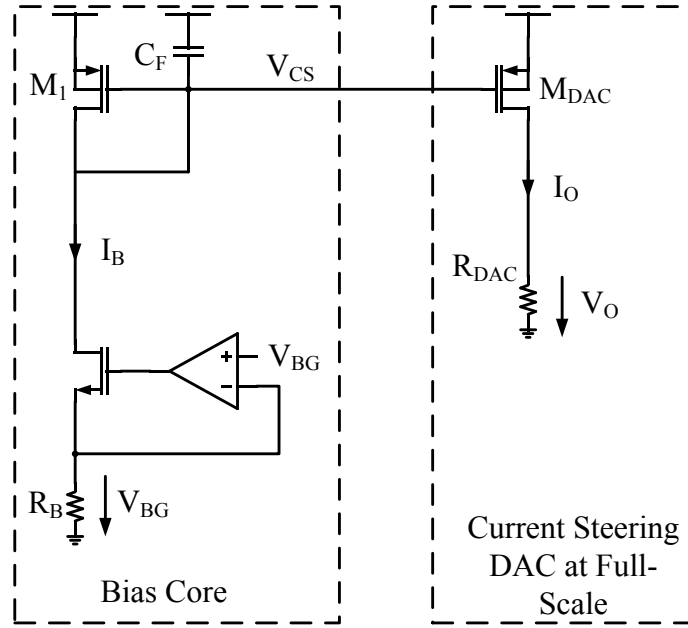 C_F
V_CS
M_1
M_DAC
I_O
I_B
R_DAC
V_O
+
V_BG
−
R_B
V_BG
Current Steering
DAC at Full-
Scale
Bias Core